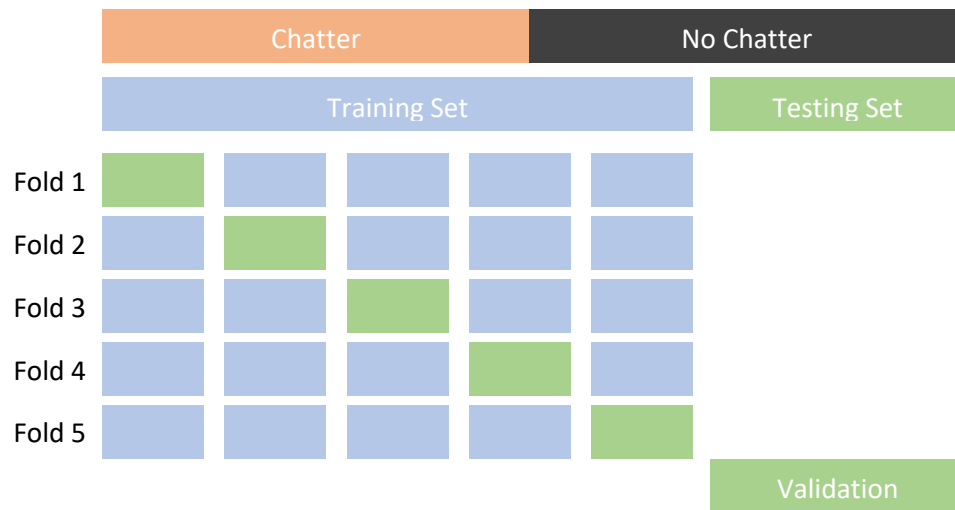 Chatter No Chatter
Training Set Testing Set
Fold 1
Fold 2
Fold 3
Fold 4
Fold 5
Validation